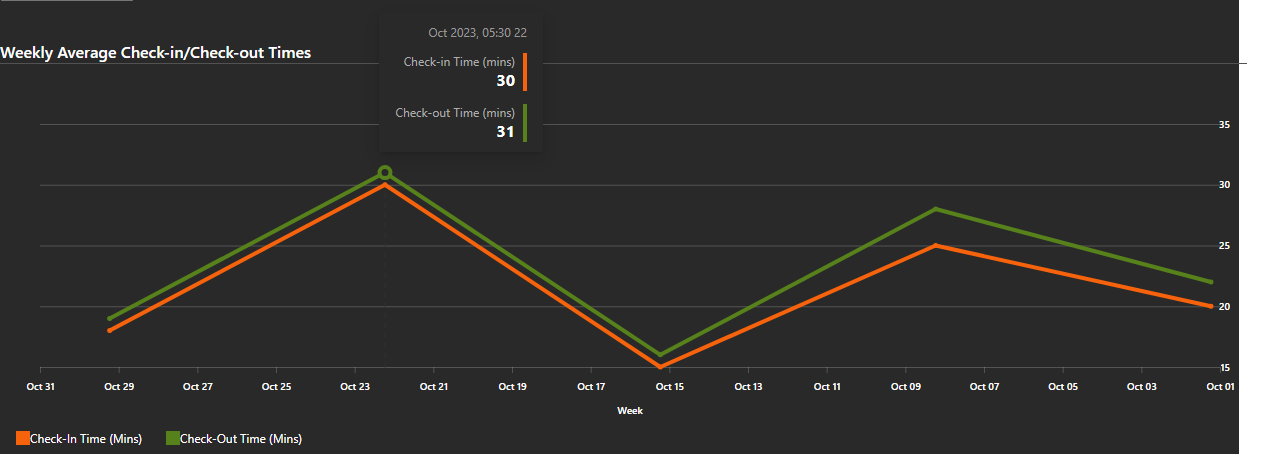 Oct 2023, 05:30 22
Weekly Average Check-in/Check-out Times
Check-in Time (mins)
30
Check-out Time (mins)
31
35
30
25
20
15
Oct 31 Oct 29 Oct 27 Oct 25 Oct 23 Oct 21 Oct 19 Oct 17 Oct 15 Oct 13 Oct 11 Oct 09 Oct 07 Oct 05 Oct 03 Oct 01
Week
Check-In Time (Mins) Check-Out Time (Mins)